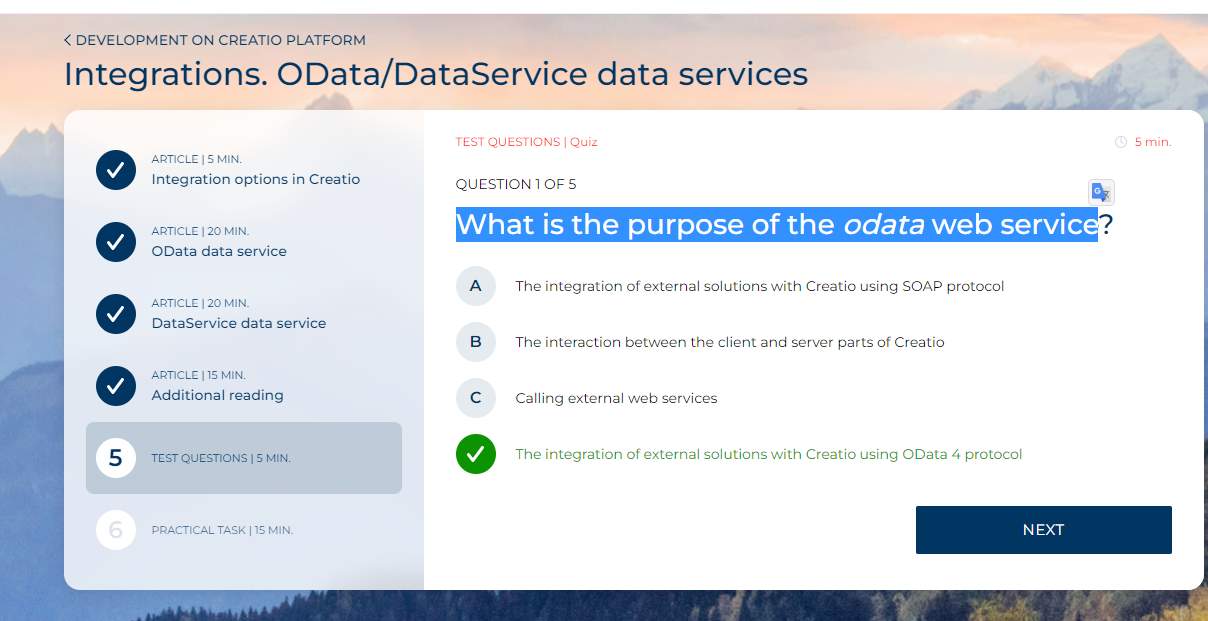 < DEVELOPMENT ON CREATIO PLATFORM
Integrations. OData/DataService data services
ARTICLE | 5 MIN.
Integration options in Creatio
ARTICLE | 20 MIN.
OData data service
ARTICLE | 20 MIN.
DataService data service
ARTICLE | 15 MIN.
Additional reading
5
TEST QUESTIONS | 5 MIN.
6
PRACTICAL TASK | 15 MIN.
TEST QUESTIONS | Quiz
5 min.
QUESTION 1 OF 5
G
What is the purpose of the odata web service?
A
The integration of external solutions with Creatio using SOAP protocol
B
The interaction between the client and server parts of Creatio
C
Calling external web services
The integration of external solutions with Creatio using OData 4 protocol
NEXT